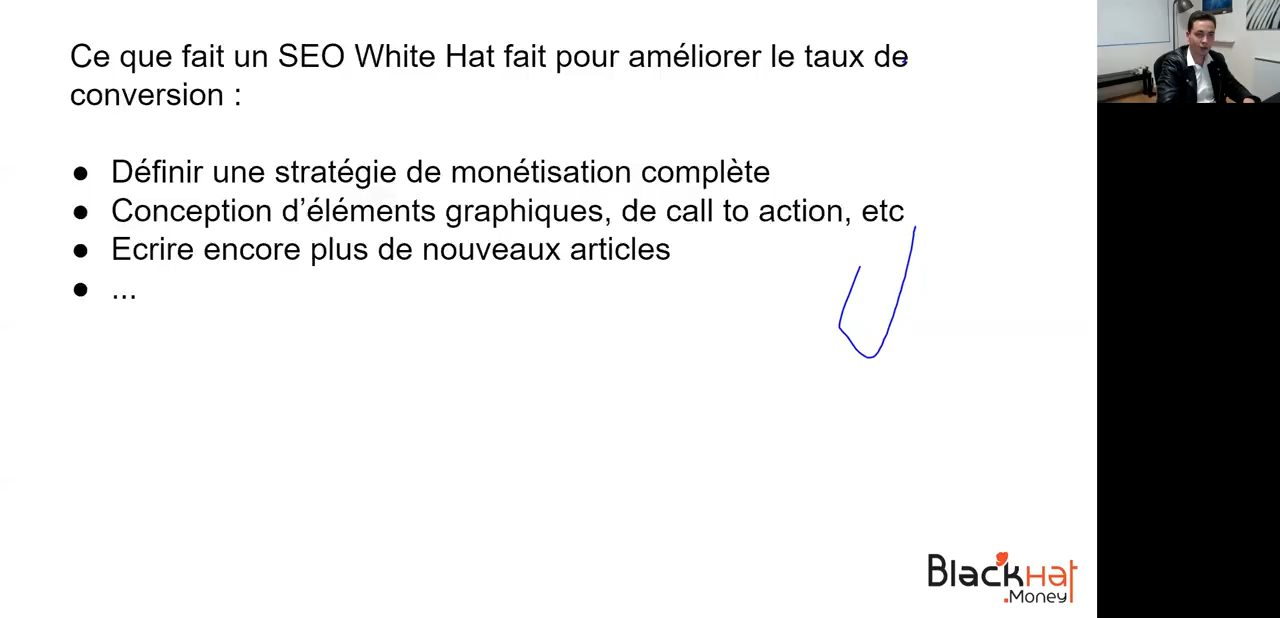 Ce que fait un SEO White Hat fait pour améliorer le taux de
conversion :
● Définir une stratégie de monétisation complète
● Conception d’éléments graphiques, de call to action, etc
● Ecrire encore plus de nouveaux articles
● ...
BlackHat
.Money